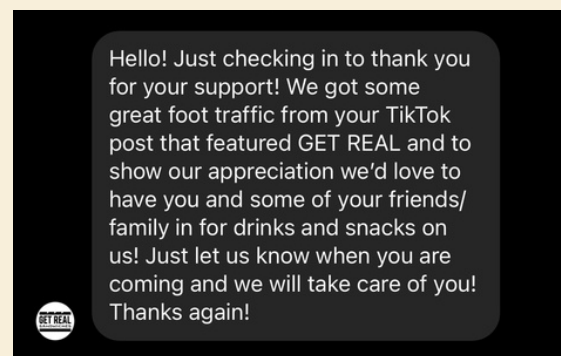 Hello! Just checking in to thank you
for your support! We got some
great foot traffic from your TikTok
post that featured GET REAL and to
show our appreciation we’d love to
have you and some of your friends/
family in for drinks and snacks on
us! Just let us know when you are
coming and we will take care of you!
Thanks again!
GET REAL